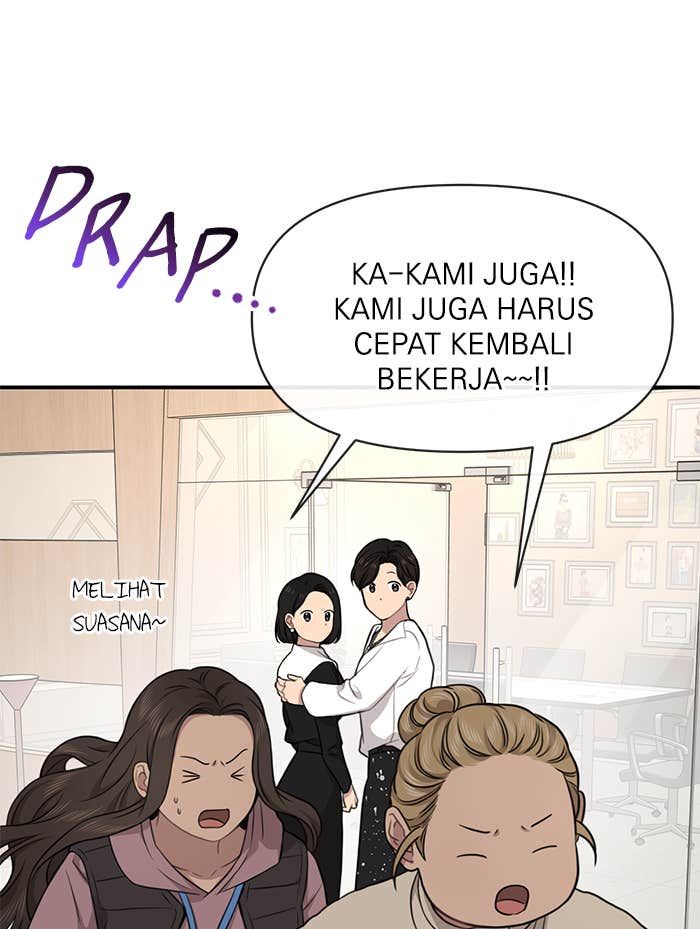 DRAP....
KA-KAMI JUGA!!
KAMI JUGA HARUS
CEPAT KEMBALI
BEKERJA~~!!
MELIHAT
SUASANA~